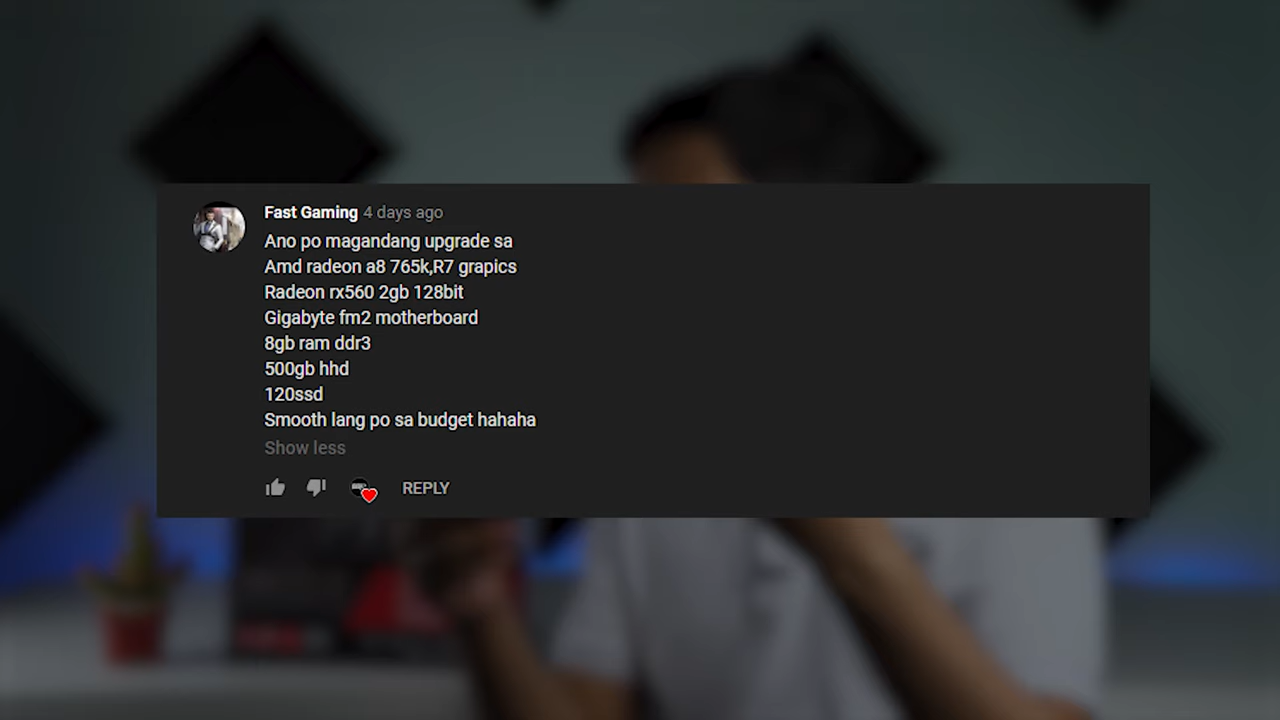 Fast Gaming 4 days ago
Ano po magandang upgrade sa
Amd radeon a8 765k,R7 grapics
Radeon rx560 2gb 128bit
Gigabyte fm2 motherboard
8gb ram ddr3
500gb hhd
120ssd
Smooth lang po sa budget hahaha
Show less
REPLY